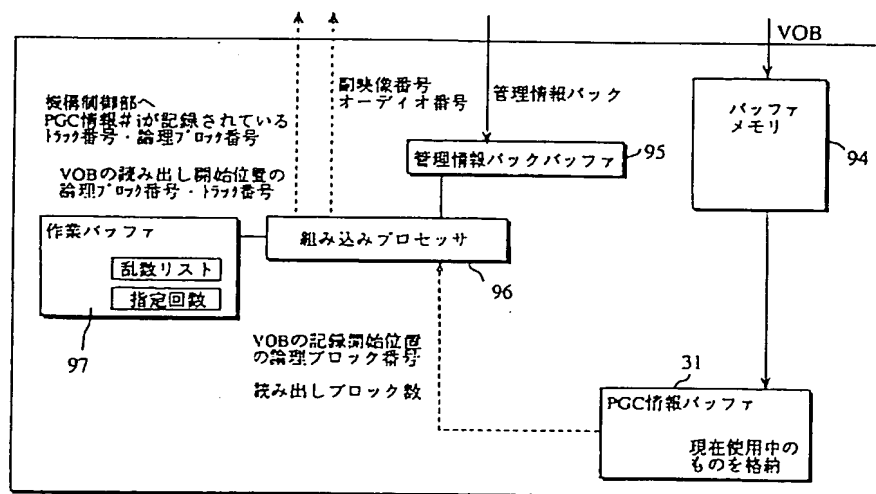 VOB
機構制御部へ
PGC情報#iが記録されている
トラック番号・論理ブロック番号
VOBの読み出し開始位置の
論理ブロック番号・トラック番号
副映像番号
オーディオ番号
管理情報パック
管理情報パックバッファ
95
バッファ
メモリ
94
作業バッファ
乱数リスト
指定回数
97
組み込みプロセッサ
96
VOBの記録開始位置
の論理ブロック番号
読み出しブロック数
31
PGC情報バッファ
現在使用中の
ものを格納